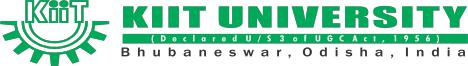 KiiT
KIIT UNIVERSITY
(Declared U/S 3 of UGC Act, 1956)
Bhubaneswar, Odisha, India